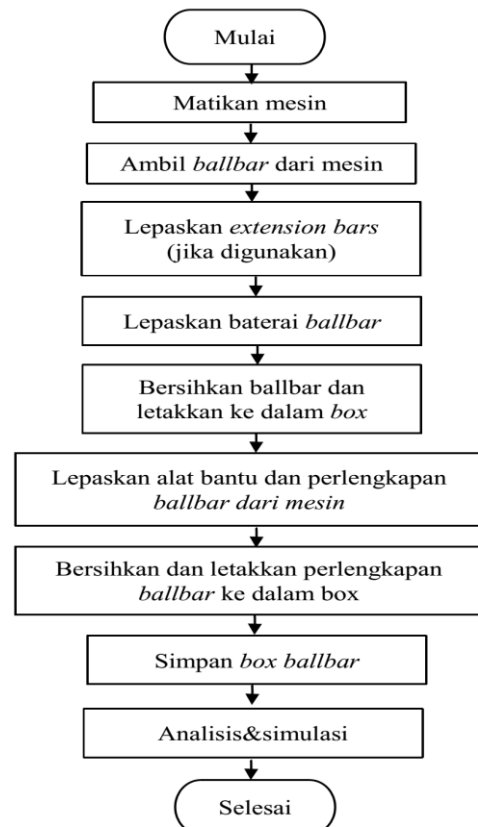 Mulai
Matikan mesin
Ambil ballbar dari mesin
Lepaskan extension bars
(jika digunakan)
Lepaskan baterai ballbar
Bersihkan ballbar dan
letakkan ke dalam box
Lepaskan alat bantu dan perlengkapan
ballbar dari mesin
Bersihkan dan letakkan perlengkapan
ballbar ke dalam box
Simpan box ballbar
Analisis&simulasi
Selesai